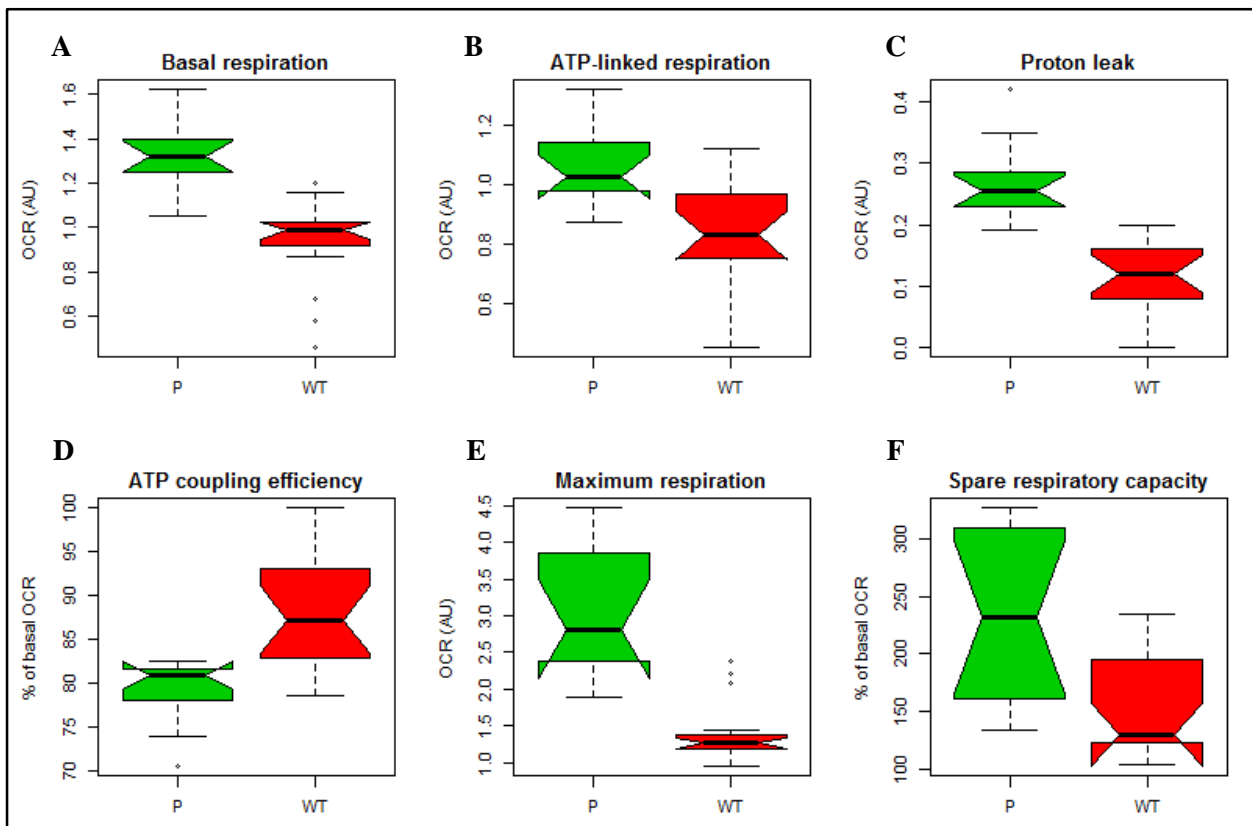 A
Basal respiration
OCR (AU)
1.6
1.4
1.2
1.0
0.8
0.6
P WT
B
ATP-linked respiration
OCR (AU)
1.2
1.0
0.8
0.6
P WT
C
Proton leak
OCR (AU)
0.4
0.3
0.2
0.1
0.0
P WT
D
ATP coupling efficiency
% of basal OCR
100
95
90
85
80
75
70
P WT
E
Maximum respiration
OCR (AU)
4.5
4.0
3.5
3.0
2.5
2.0
1.5
1.0
P WT
F
Spare respiratory capacity
% of basal OCR
300
250
200
150
100
P WT